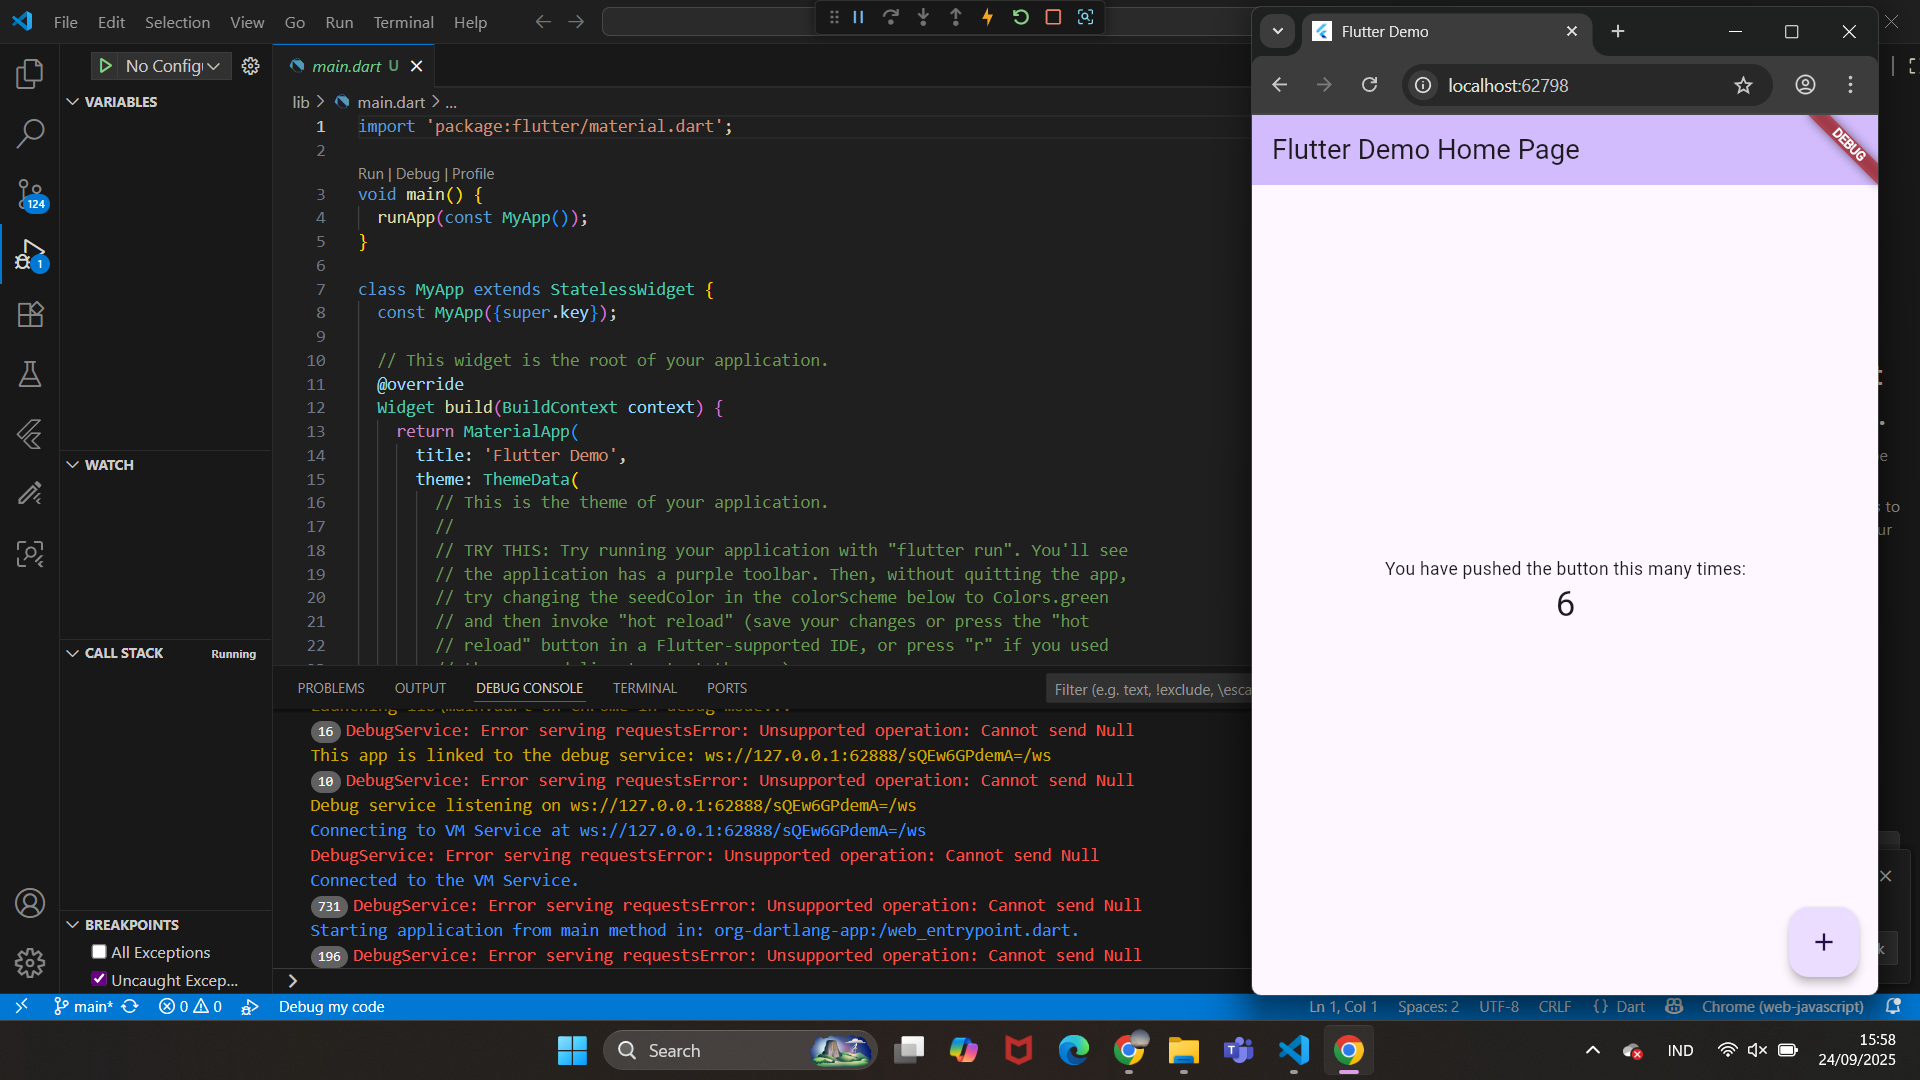 File Edit Selection View Go Run Terminal Help
No Config
main.dart U
lib > main.dart > ...
VARIABLES
1 import 'package:flutter/material.dart';
2
Run | Debug | Profile
3 void main() {
4 runApp(const MyApp());
5 }
6
7 class MyApp extends StatelessWidget {
8 const MyApp({super.key});
9
10 // This widget is the root of your application.
11 @override
12 Widget build(BuildContext context) {
13 return MaterialApp(
14 title: 'Flutter Demo',
15 theme: ThemeData(
16 // This is the theme of your application.
17 //
18 // TRY THIS: Try running your application with "flutter run". You'll see
19 // the application has a purple toolbar. Then, without quitting the app,
20 // try changing the seedColor in the colorScheme below to Colors.green
21 // and then invoke "hot reload" (save your changes or press the "hot
22 // reload" button in a Flutter-supported IDE, or press "r" if you used
124
1
WATCH
CALL STACK Running
BREAKPOINTS
All Exceptions
Uncaught Excep...
PROBLEMS OUTPUT DEBUG CONSOLE TERMINAL PORTS
Filter (e.g. text, !exclude, \esca
16 DebugService: Error serving requestsError: Unsupported operation: Cannot send Null
This app is linked to the debug service: ws://127.0.0.1:62888/sQEw6GPdemA=/ws
10 DebugService: Error serving requestsError: Unsupported operation: Cannot send Null
Debug service listening on ws://127.0.0.1:62888/sQEw6GPdemA=/ws
Connecting to VM Service at ws://127.0.0.1:62888/sQEw6GPdemA=/ws
DebugService: Error serving requestsError: Unsupported operation: Cannot send Null
Connected to the VM Service.
731 DebugService: Error serving requestsError: Unsupported operation: Cannot send Null
Starting application from main method in: org-dartlang-app:/web_entrypoint.dart.
196 DebugService: Error serving requestsError: Unsupported operation: Cannot send Null
Flutter Demo
localhost:62798
Flutter Demo Home Page
DEBUG
You have pushed the button this many times:
6
+
main* 0 0 Debug my code
Ln 1, Col 1 Spaces: 2 UTF-8 CRLF {} Dart Chrome (web-javascript)
Search
IND
15:58
24/09/2025